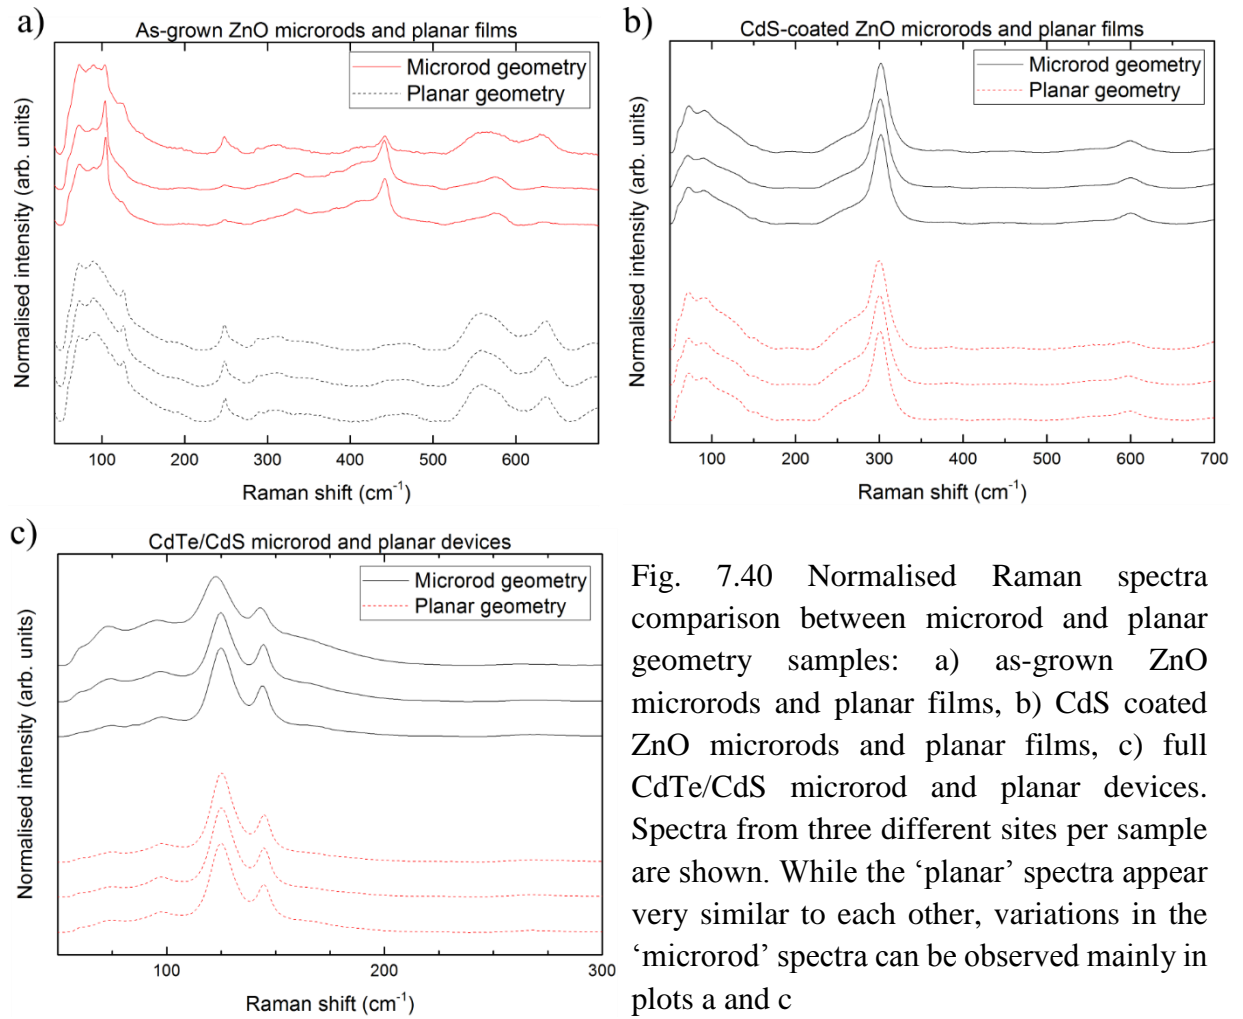 a)
As-grown ZnO microrods and planar films
Microrod geometry
Planar geometry
Normalised intensity (arb. units)
100 200 300 400 500 600
Raman shift (cm⁻¹)
b)
CdS-coated ZnO microrods and planar films
Microrod geometry
Planar geometry
Normalised intensity (arb. units)
100 200 300 400 500 600 700
Raman shift (cm⁻¹)
c)
CdTe/CdS microrod and planar devices
Microrod geometry
Planar geometry
Normalised intensity (arb. units)
100 200 300
Raman shift (cm⁻¹)
Fig. 7.40 Normalised Raman spectra
comparison between microrod and planar
geometry samples: a) as-grown ZnO
microrods and planar films, b) CdS coated
ZnO microrods and planar films, c) full
CdTe/CdS microrod and planar devices.
Spectra from three different sites per sample
are shown. While the ‘planar’ spectra appear
very similar to each other, variations in the
‘microrod’ spectra can be observed mainly in
plots a and c